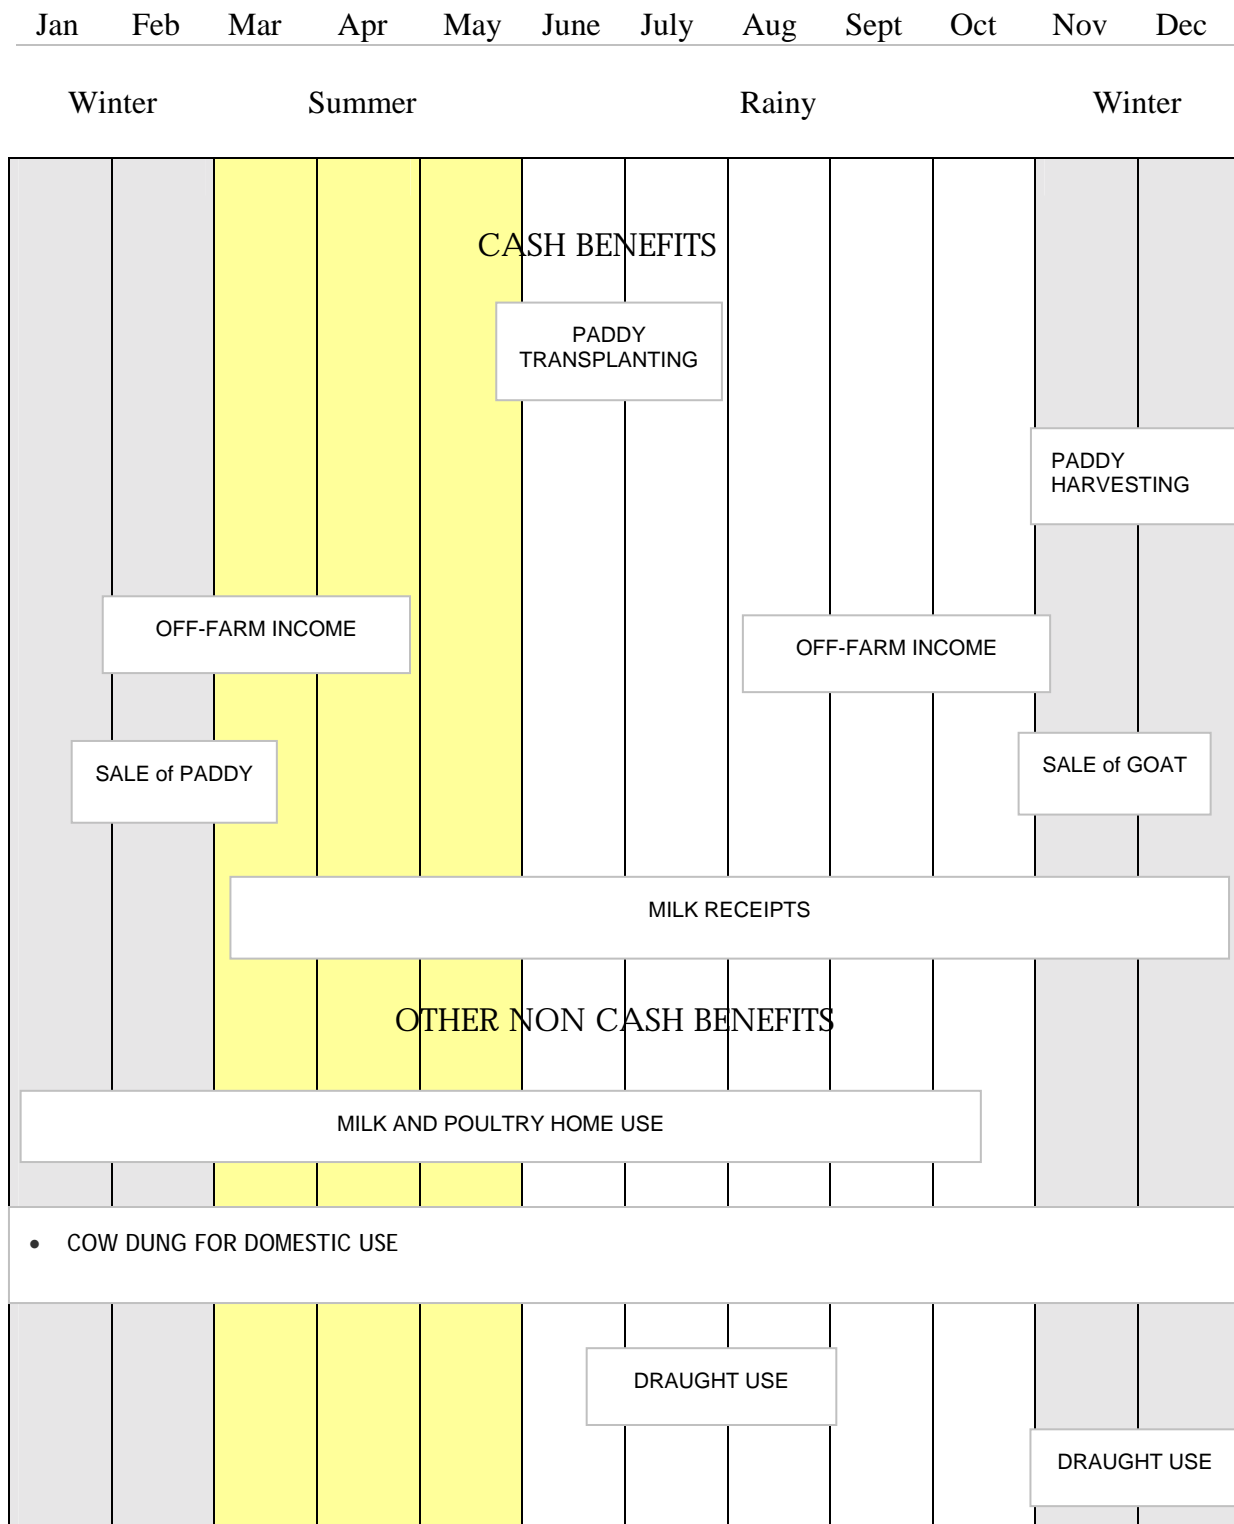 Jan Feb Mar Apr May June July Aug Sept Oct Nov Dec
Winter Summer Rainy Winter
CASH BENEFITS
PADDY
TRANSPLANTING
PADDY
HARVESTING
OFF-FARM INCOME
OFF-FARM INCOME
SALE of PADDY
SALE of GOAT
MILK RECEIPTS
OTHER NON CASH BENEFITS
MILK AND POULTRY HOME USE
• COW DUNG FOR DOMESTIC USE
DRAUGHT USE
DRAUGHT USE